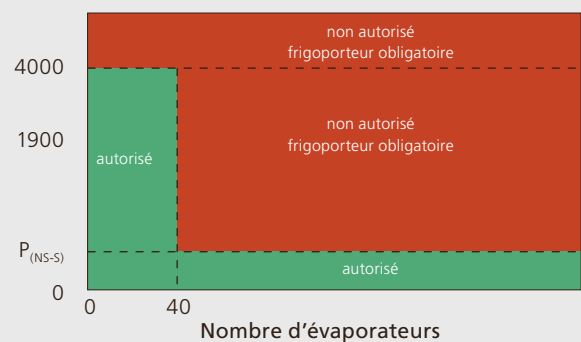 non autorisé
frigoporteur obligatoire
4000
non autorisé
1900
frigoporteur obligatoire
autorisé
P(NS-S)
autorisé
0
0 40
Nombre d’évaporateurs